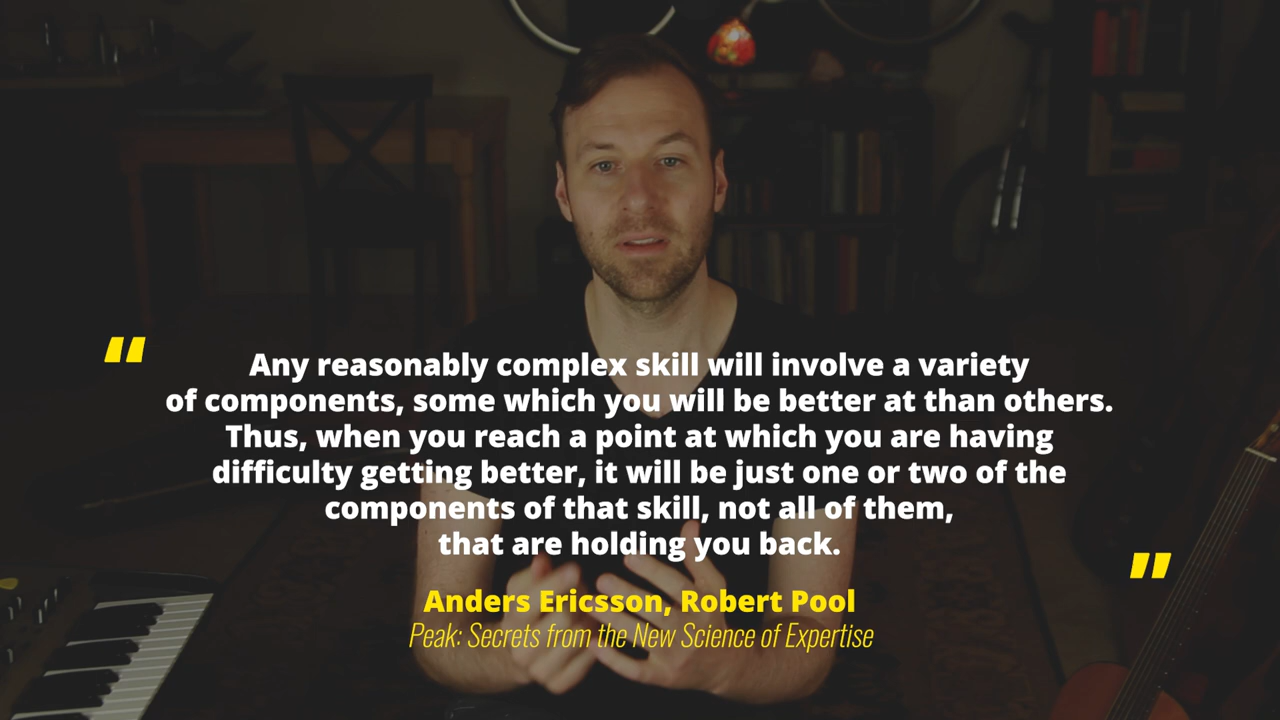 "
Any reasonably complex skill will involve a variety
of components, some which you will be better at than others.
Thus, when you reach a point at which you are having
difficulty getting better, it will be just one or two of the
components of that skill, not all of them,
that are holding you back.
"
Anders Ericsson, Robert Pool
Peak: Secrets from the New Science of Expertise